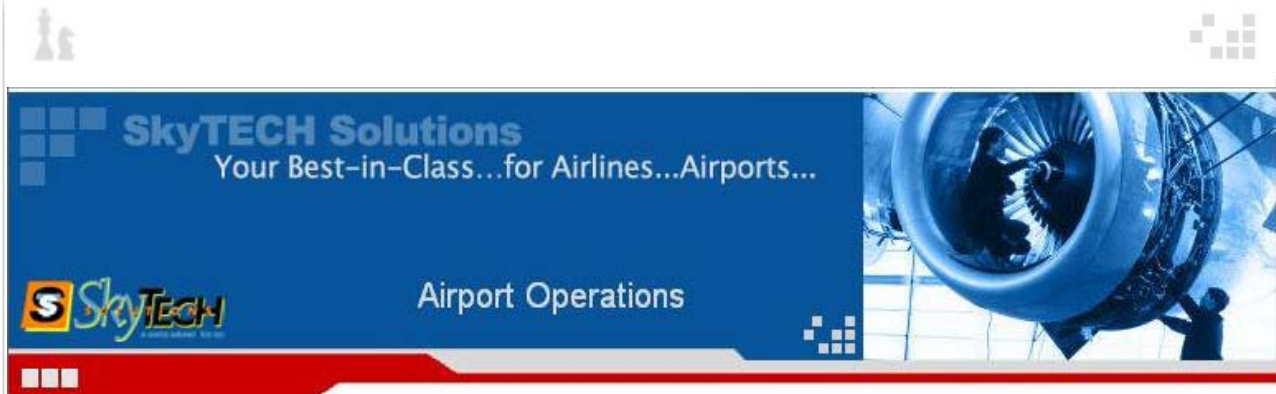 SkyTECH Solutions
Your Best-in-Class...for Airlines...Airports...
S SkyTECH
Airport Operations